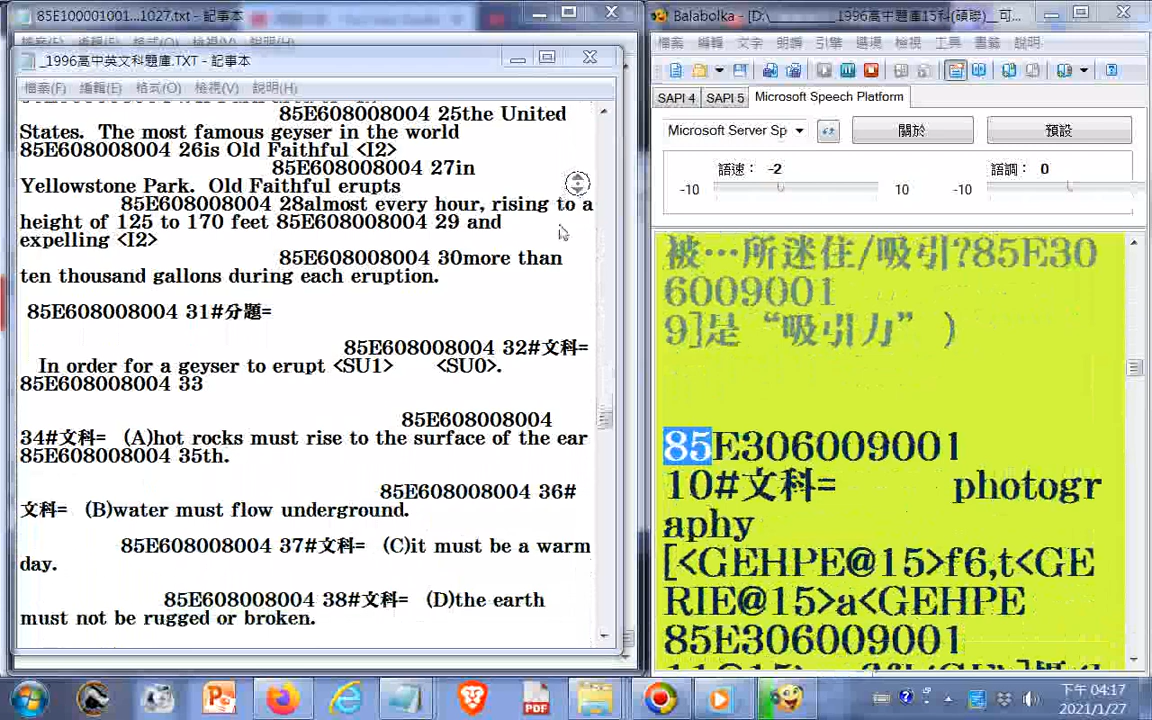 85E100001001...1027.txt - 記事本
_1996高中英文科題庫.TXT - 記事本
檔案(F) 編輯(E) 格式(O) 檢視(V) 說明(H)
85E608008004 25the United
States. The most famous geyser in the world
85E608008004 26is Old Faithful <I2>
85E608008004 27in
Yellowstone Park. Old Faithful erupts
85E608008004 28almost every hour, rising to a
height of 125 to 170 feet 85E608008004 29 and
expelling <I2>
85E608008004 30more than
ten thousand gallons during each eruption.
85E608008004 31#分題=
85E608008004 32#文科=
In order for a geyser to erupt <SU1> <SU0>.
85E608008004 33
85E608008004
34#文科= (A)hot rocks must rise to the surface of the ear
85E608008004 35th.
85E608008004 36#
文科= (B)water must flow underground.
85E608008004 37#文科= (C)it must be a warm
day.
85E608008004 38#文科= (D)the earth
must not be rugged or broken.
Balabolka - [D:\_______1996高中題庫15科(碩聯)__可...
檔案 編輯 文字 朗讀 引擎 選項 檢視 工具 書籤 說明
SAPI 4 SAPI 5 Microsoft Speech Platform
Microsoft Server Sp 關於 預設
語速: -2 語調: 0
-10 10 -10
被…所迷住/吸引?85E30
6009001
9]是“吸引力” )
85E306009001
10#文科= photogr
aphy
[<GEHPE@15>f6,t<GE
RIE@15>a<GEHPE
85E306009001
下午 04:17
2021/1/27